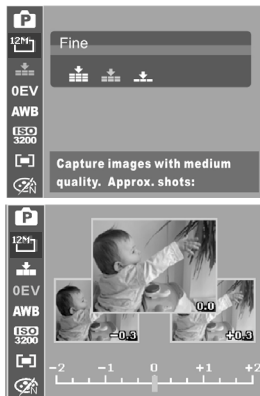 P
12M
Fine
0EV
AWB
ISO
3200
Capture images with medium
quality. Approx. shots:
N
P
12M
0EV
AWB
ISO
3200
0.0
-0.3
+0.3
-2 -1 0 +1 +2
N